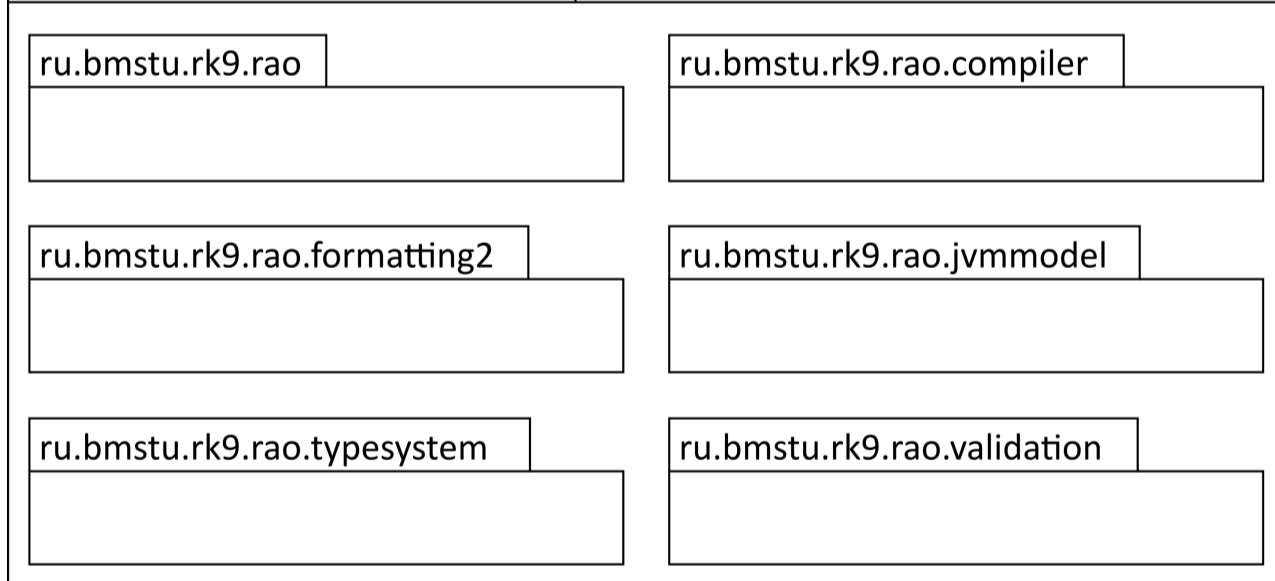 ru.bmstu.rk9.rao
ru.bmstu.rk9.rao.compiler
ru.bmstu.rk9.rao.formatting2
ru.bmstu.rk9.rao.jvmmodel
ru.bmstu.rk9.rao.typesystem
ru.bmstu.rk9.rao.validation